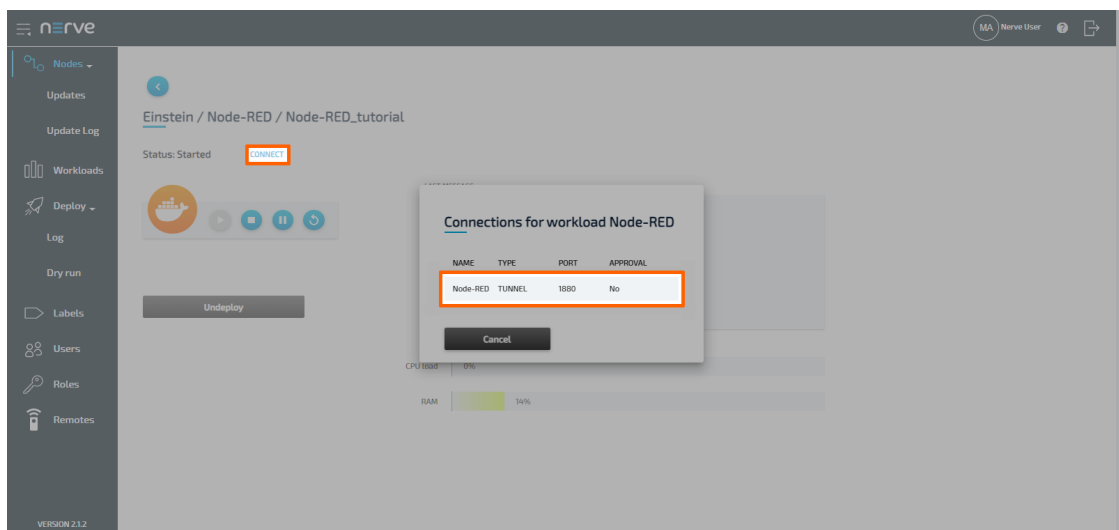 nerve
MA Nerve User
Nodes
Updates
Update Log
Workloads
Deploy
Log
Dry run
Labels
Users
Roles
Remotes
VERSION 2.1.2
Einstein / Node-RED / Node-RED_tutorial
Status: Started CONNECT
Undeploy
Connections for workload Node-RED
NAME TYPE PORT APPROVAL
Node-RED TUNNEL 1880 No
Cancel
CPU load 0%
RAM 14%